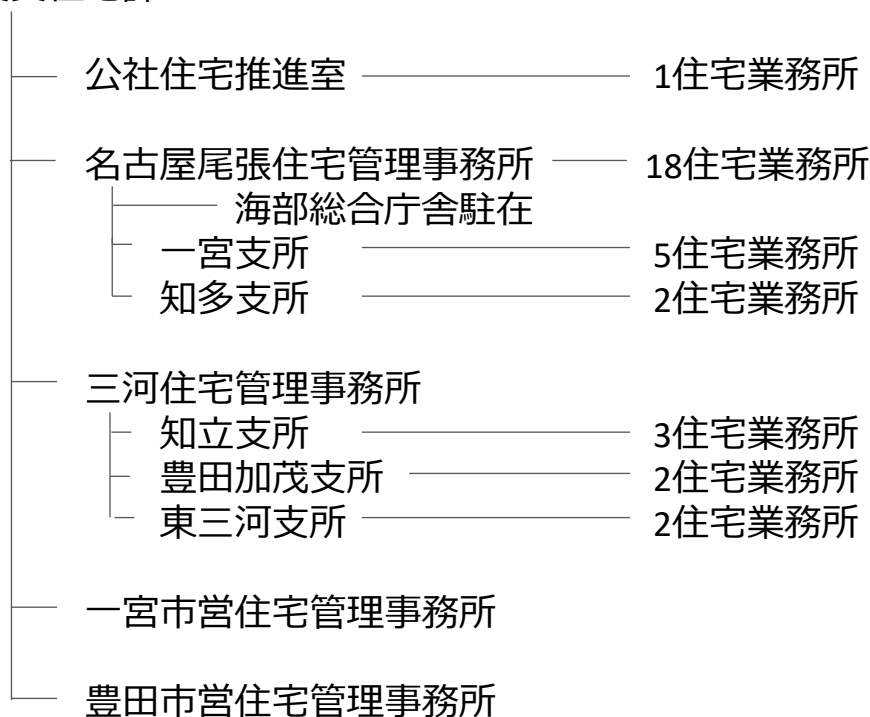 公社住宅推進室 1住宅業務所
名古屋尾張住宅管理事務所 18住宅業務所
海部総合庁舎駐在
一宮支所 5住宅業務所
知多支所 2住宅業務所
三河住宅管理事務所
知立支所 3住宅業務所
豊田加茂支所 2住宅業務所
東三河支所 2住宅業務所
一宮市営住宅管理事務所
豊田市営住宅管理事務所